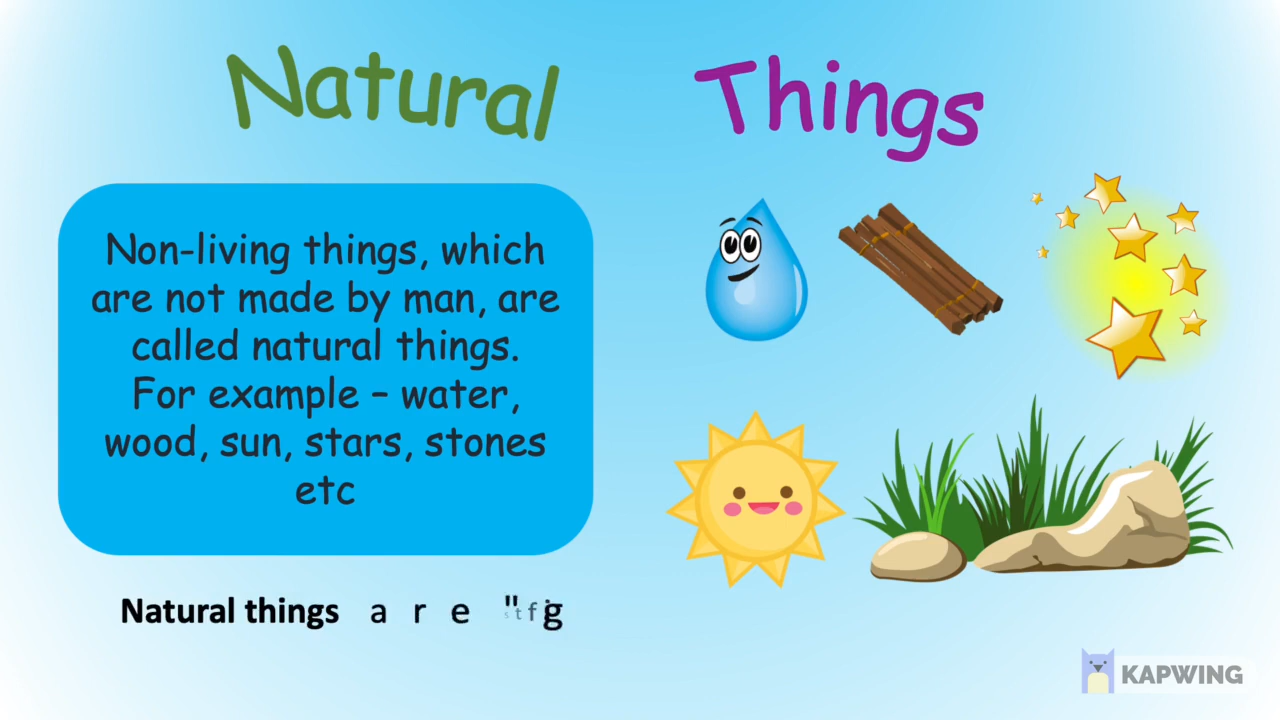 Natural Things
Non-living things, which
are not made by man, are
called natural things.
For example – water,
wood, sun, stars, stones
etc
Natural things are
KAPWING